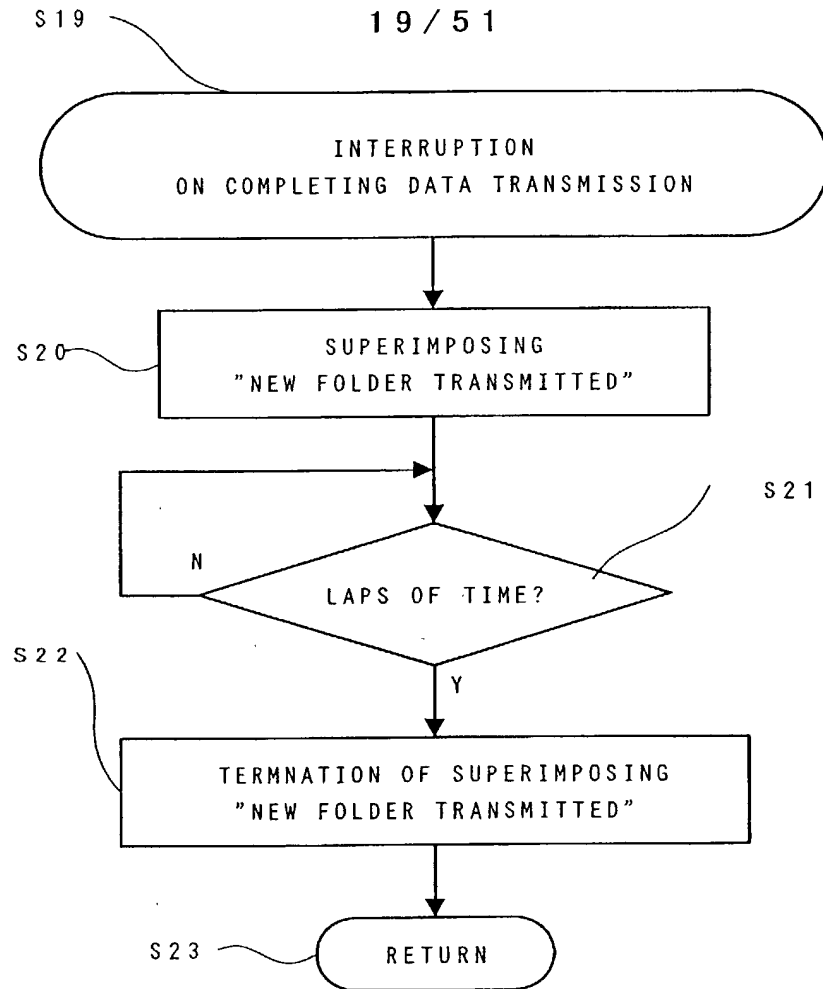 S19
19/51
INTERRUPTION
ON COMPLETING DATA TRANSMISSION
S20
SUPERIMPOSING
"NEW FOLDER TRANSMITTED"
S21
N
LAPS OF TIME?
S22
Y
TERMNATION OF SUPERIMPOSING
"NEW FOLDER TRANSMITTED"
S23
RETURN